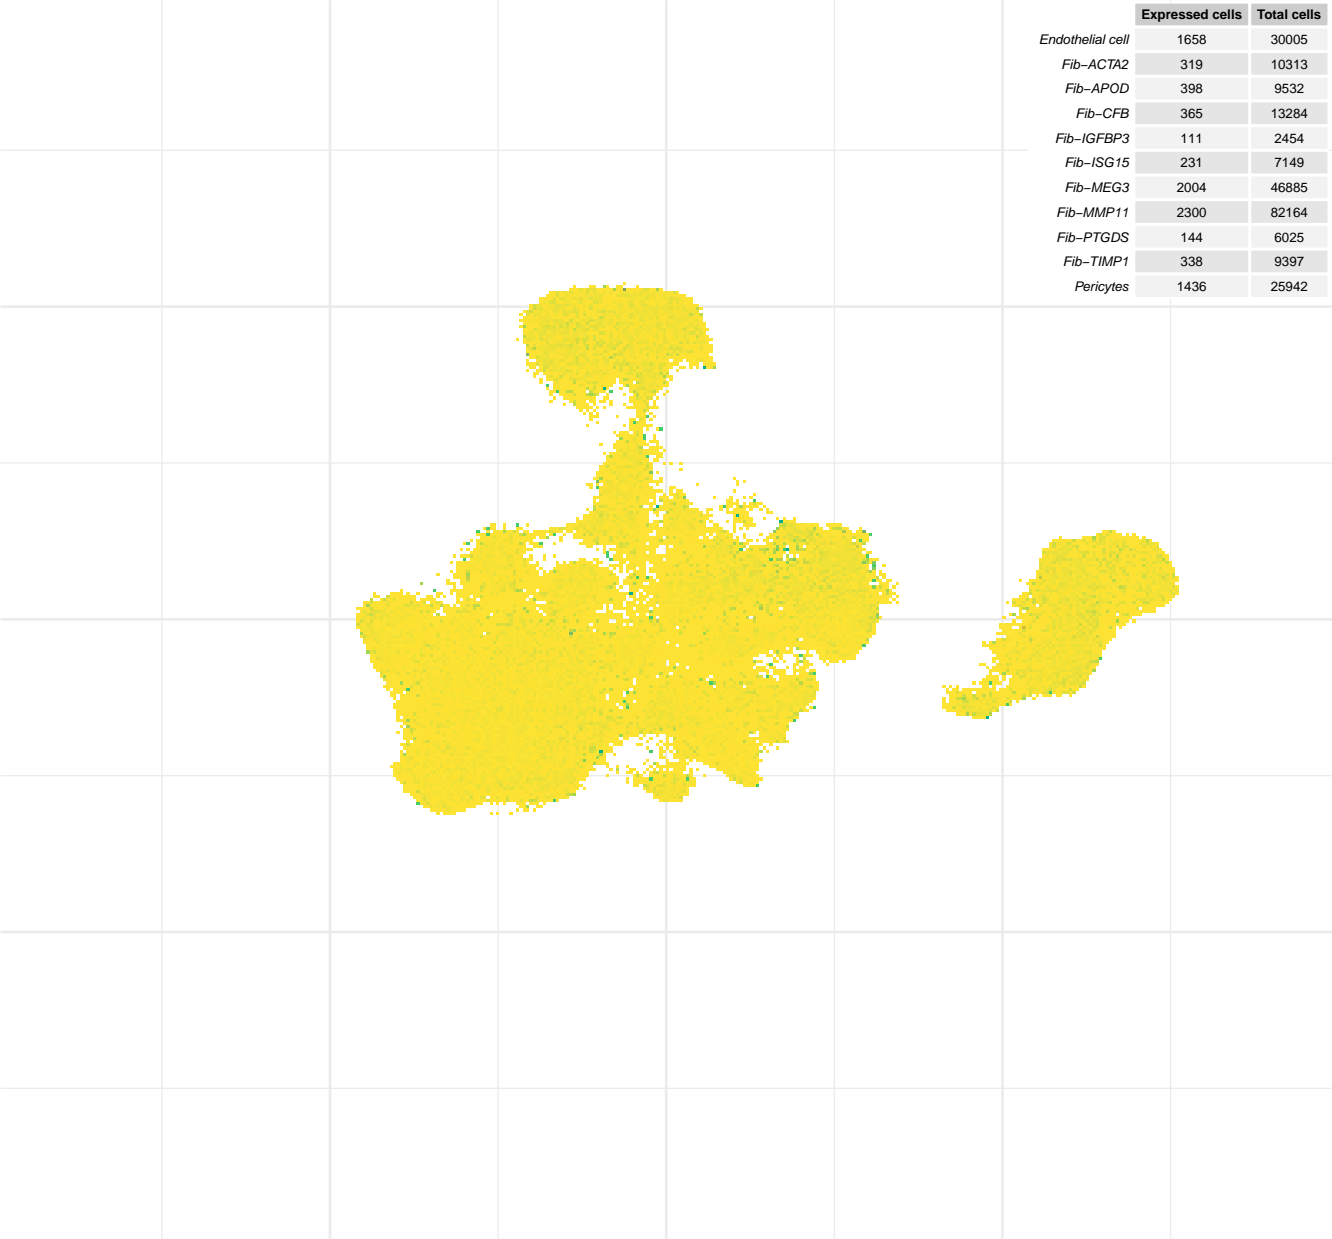 Expressed cells Total cells
Endothelial cell 1658 30005
Fib−ACTA2 319 10313
Fib−APOD 398 9532
Fib−CFB 365 13284
Fib−IGFBP3 111 2454
Fib−ISG15 231 7149
Fib−MEG3 2004 46885
Fib−MMP11 2300 82164
Fib−PTGDS 144 6025
Fib−TIMP1 338 9397
Pericytes 1436 25942